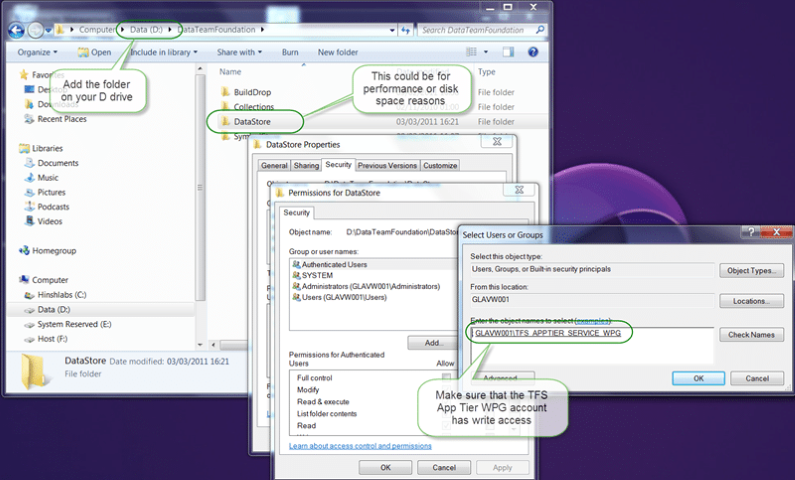 Computer ▸ Data (D:) ▸ DataTeamFoundation ▸
Search DataTeamFoundation
Organize
Open
Include in library
Share with
Burn
New folder
Favorites
Desktop
Downloads
Recent Places
Libraries
Documents
Music
Pictures
Podcasts
Videos
Homegroup
Computer
Hinshlabs (C:)
Data (D:)
System Reserved (E:)
Host (F:)
Name
Type
BuildDrop
File folder
Collections
File folder
DataStore
03/03/2011 16:21
File folder
File folder
DataStore Date modified: 03/03/2011 16:21
File folder
Add the folder
on your D drive
This could be for
performance or disk
space reasons
DataStore Properties
General
Sharing
Security
Previous Versions
Customize
Permissions for DataStore
Security
Object name:
D:\DataTeamFoundation\DataStore
Group or user names:
Authenticated Users
SYSTEM
Administrators (GLAVW001\Administrators)
Users (GLAVW001\Users)
Add...
Permissions for Authenticated
Users
Allow
Full control
Modify
Read & execute
List folder contents
Read
Learn about access control and permissions
OK
Cancel
Apply
Select Users or Groups
Select this object type:
Users, Groups, or Built-in security principals
Object Types...
From this location:
GLAVW001
Locations...
Enter the object names to select (examples):
GLAVW001\TFS_APPTIER_SERVICE_WPG
Check Names
Advanced...
OK
Cancel
Make sure that the TFS
App Tier WPG account
has write access